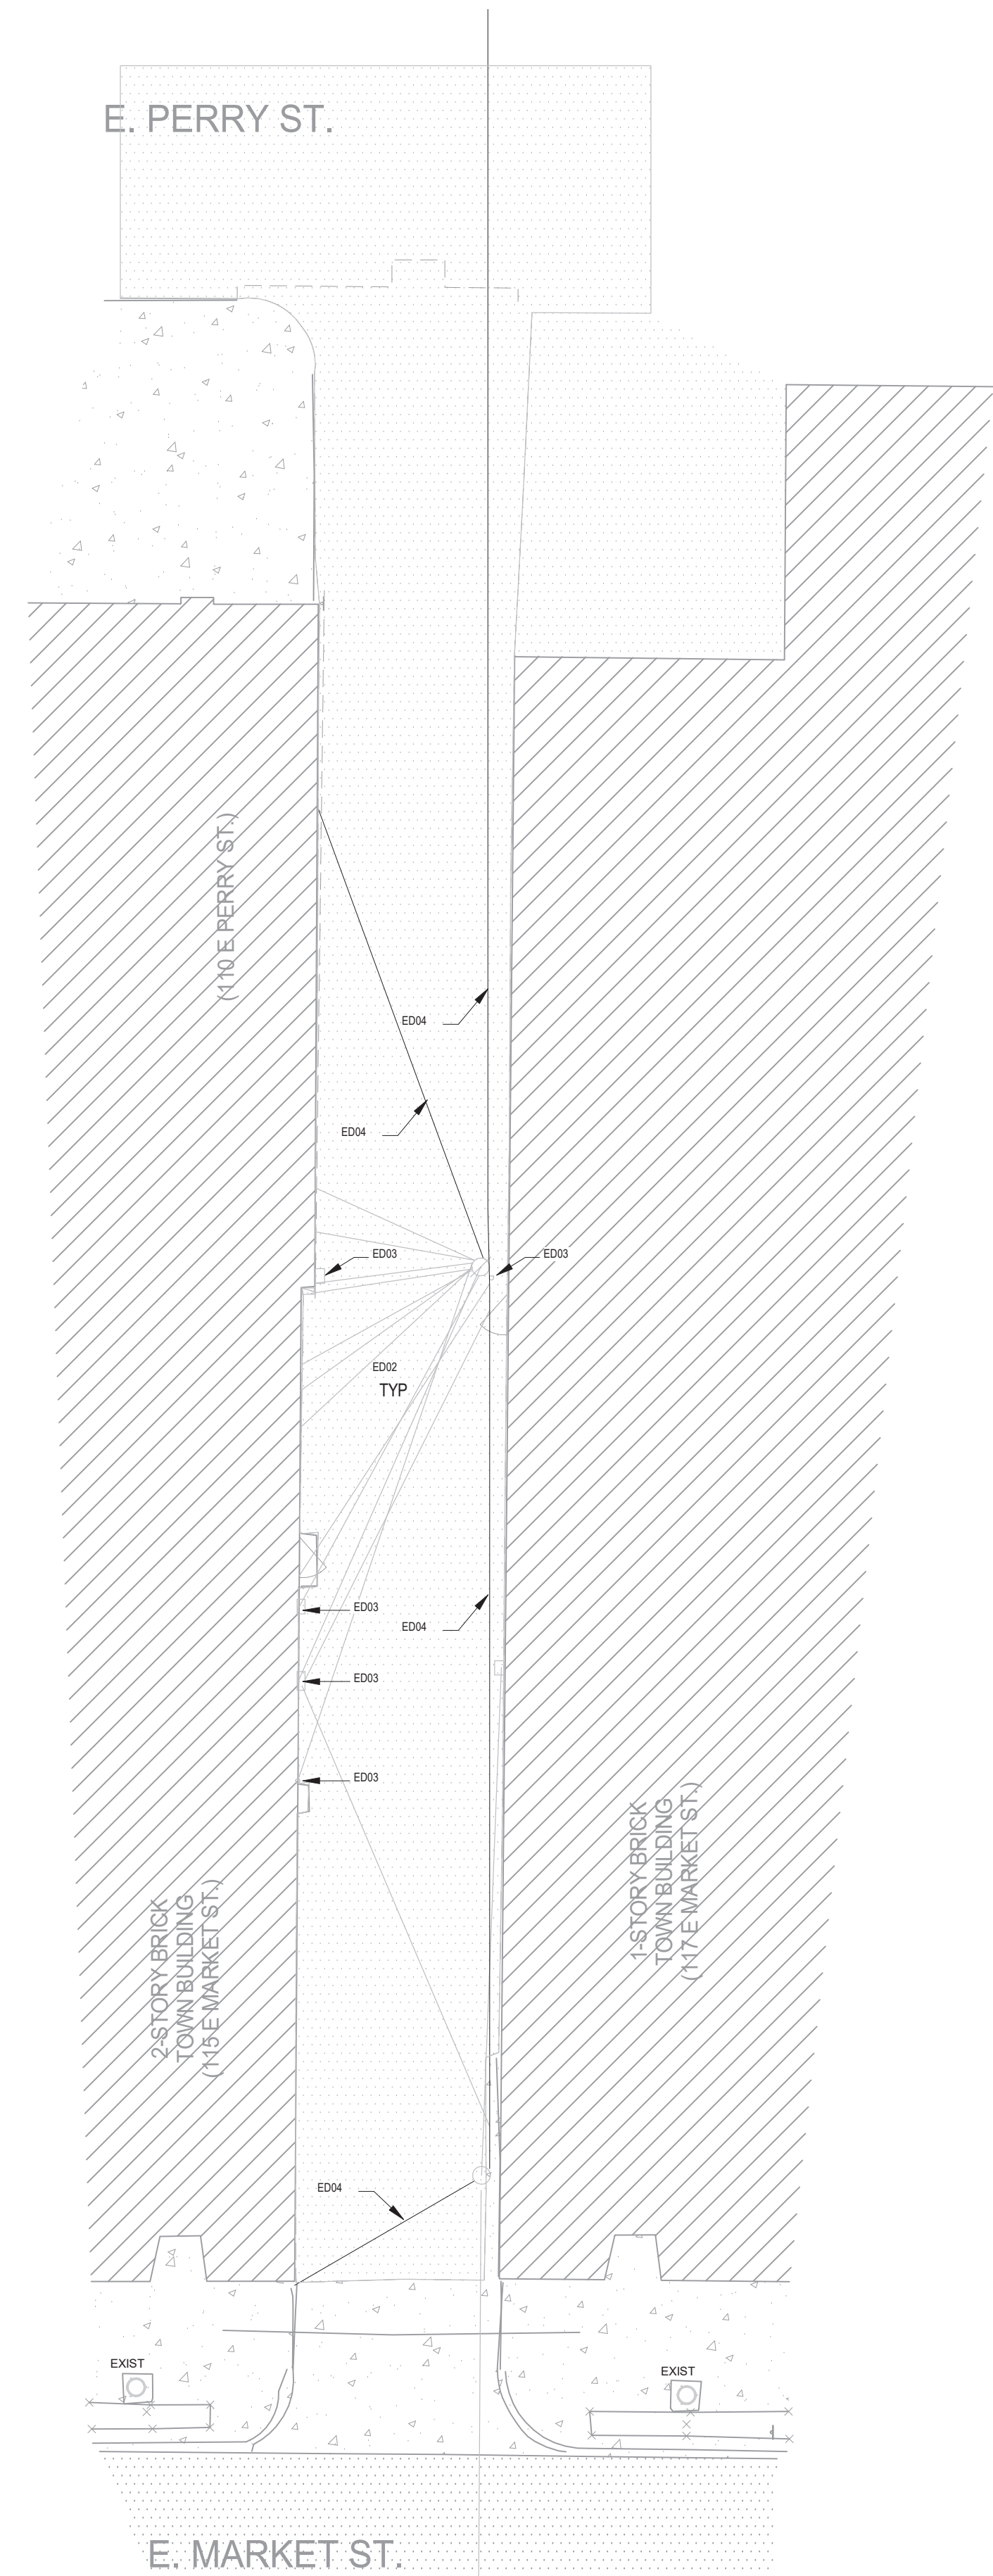 E. PERRY ST.
(110 E PERRY ST.)
ED04
ED04
ED03
ED03
ED02
TYP
ED03
ED04
ED03
ED03
1-STORY BRICK
TOWN BUILDING
(117 E MARKET ST.)
2-STORY BRICK
TOWN BUILDING
(115 E MARKET ST.)
ED04
EXIST
EXIST
E. MARKET ST.